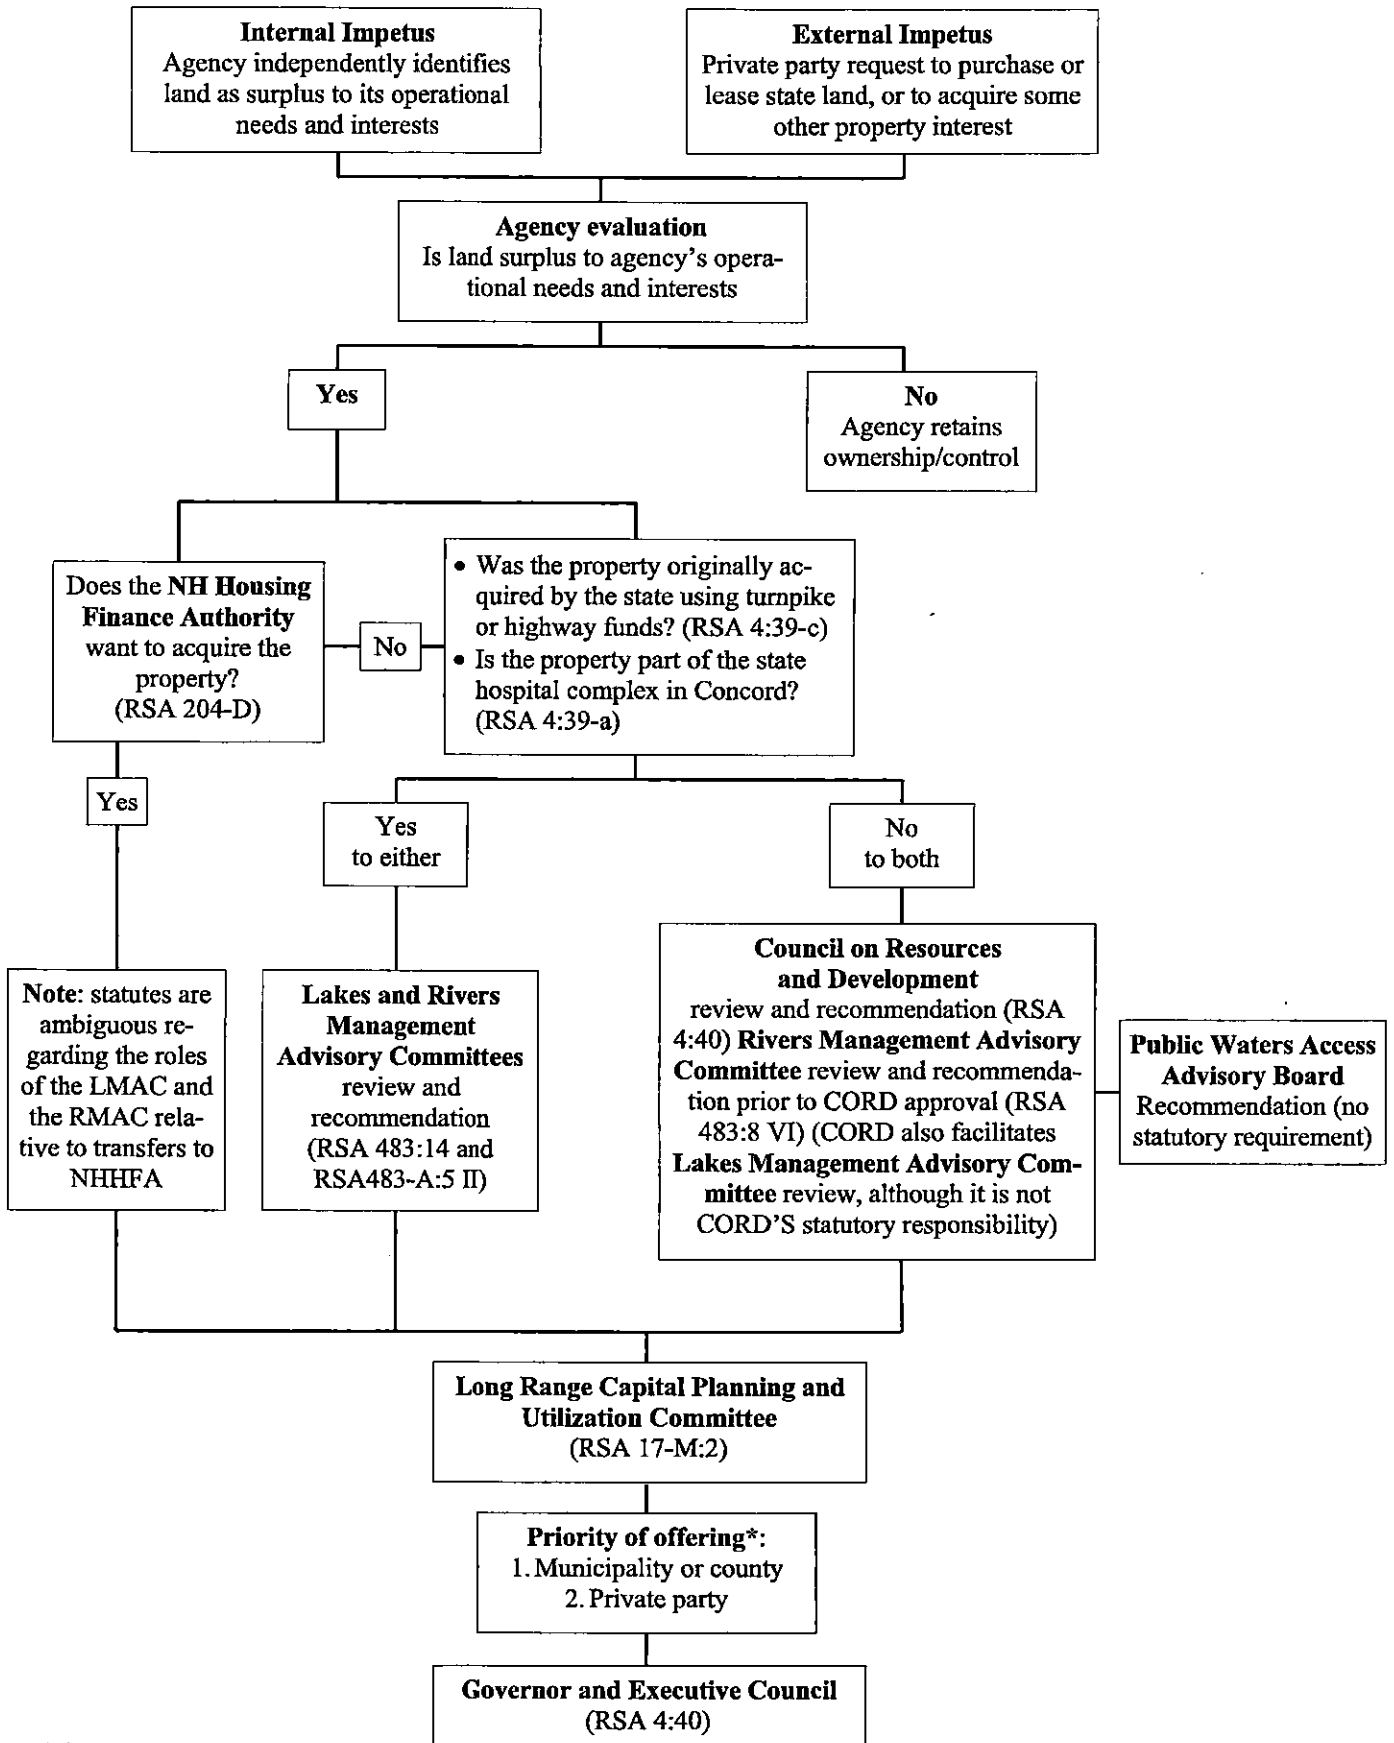 Internal Impetus
Agency independently identifies
land as surplus to its operational
needs and interests
External Impetus
Private party request to purchase or
lease state land, or to acquire some
other property interest
Agency evaluation
Is land surplus to agency's opera-
tional needs and interests
Yes
No
Agency retains
ownership/control
Does the NH Housing
Finance Authority
want to acquire the
property?
(RSA 204-D)
No
• Was the property originally ac-
quired by the state using turnpike
or highway funds? (RSA 4:39-c)
• Is the property part of the state
hospital complex in Concord?
(RSA 4:39-a)
Yes
Yes
to either
No
to both
Note: statutes are
ambiguous re-
garding the roles
of the LMAC and
the RMAC rela-
tive to transfers to
NHHFA
Lakes and Rivers
Management
Advisory Committees
review and
recommendation
(RSA 483:14 and
RSA483-A:5 II)
Council on Resources
and Development
review and recommendation (RSA
4:40) Rivers Management Advisory
Committee review and recommenda-
tion prior to CORD approval (RSA
483:8 VI) (CORD also facilitates
Lakes Management Advisory Com-
mittee review, although it is not
CORD'S statutory responsibility)
Public Waters Access
Advisory Board
Recommendation (no
statutory requirement)
Long Range Capital Planning and
Utilization Committee
(RSA 17-M:2)
Priority of offering*:
1. Municipality or county
2. Private party
Governor and Executive Council
(RSA 4:40)